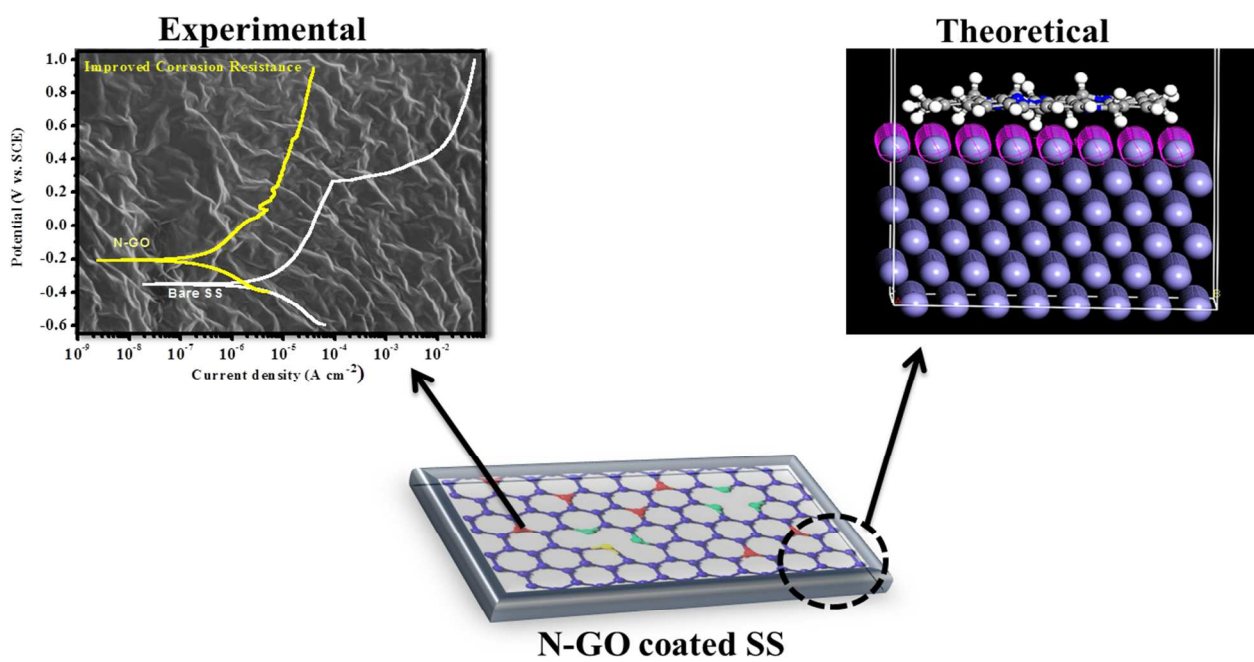 Experimental
Theoretical
Improved Corrosion Resistance
1.0
0.8
0.6
0.4
0.2
0.0
-0.2
-0.4
-0.6
Potential (V vs. SCE)
N-GO
Bare SS
10⁻⁹ 10⁻⁸ 10⁻⁷ 10⁻⁶ 10⁻⁵ 10⁻⁴ 10⁻³ 10⁻²
Current density (A cm⁻²)
B
N-GO coated SS